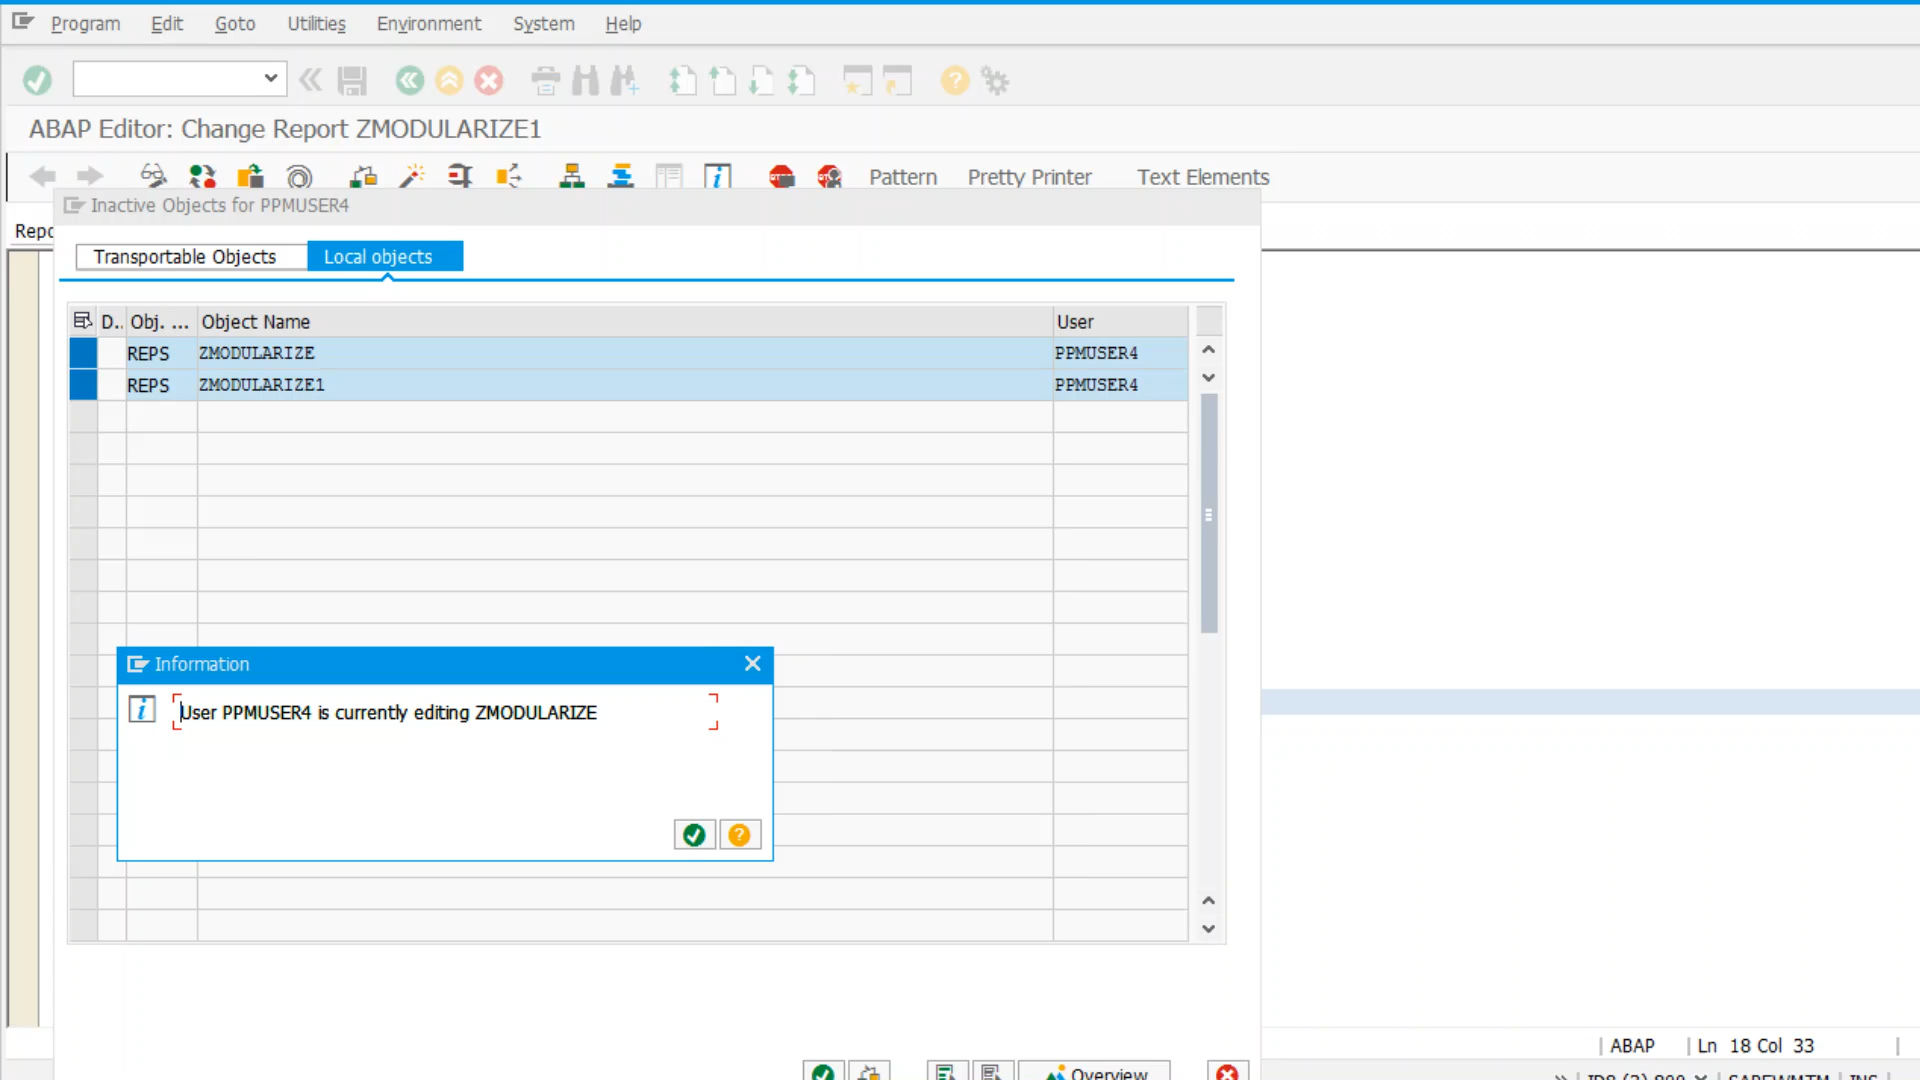 Program Edit Goto Utilities Environment System Help
ABAP Editor: Change Report ZMODULARIZE1
Pattern Pretty Printer Text Elements
Inactive Objects for PPMUSER4
Repo
Transportable Objects Local objects
D.. Obj. ... Object Name User
REPS ZMODULARIZE PPMUSER4
REPS ZMODULARIZE1 PPMUSER4
Information
User PPMUSER4 is currently editing ZMODULARIZE
ABAP Ln 18 Col 33
Overview